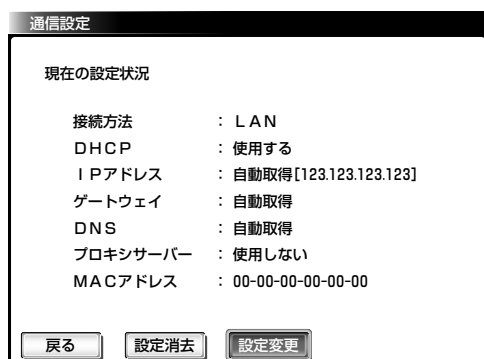 通信設定
現在の設定状況
接続方法 : ＬＡＮ
ＤＨＣＰ : 使用する
ＩＰアドレス : 自動取得[123.123.123.123]
ゲートウェイ : 自動取得
ＤＮＳ : 自動取得
プロキシサーバー : 使用しない
ＭＡＣアドレス : 00-00-00-00-00-00
戻る 設定消去 設定変更